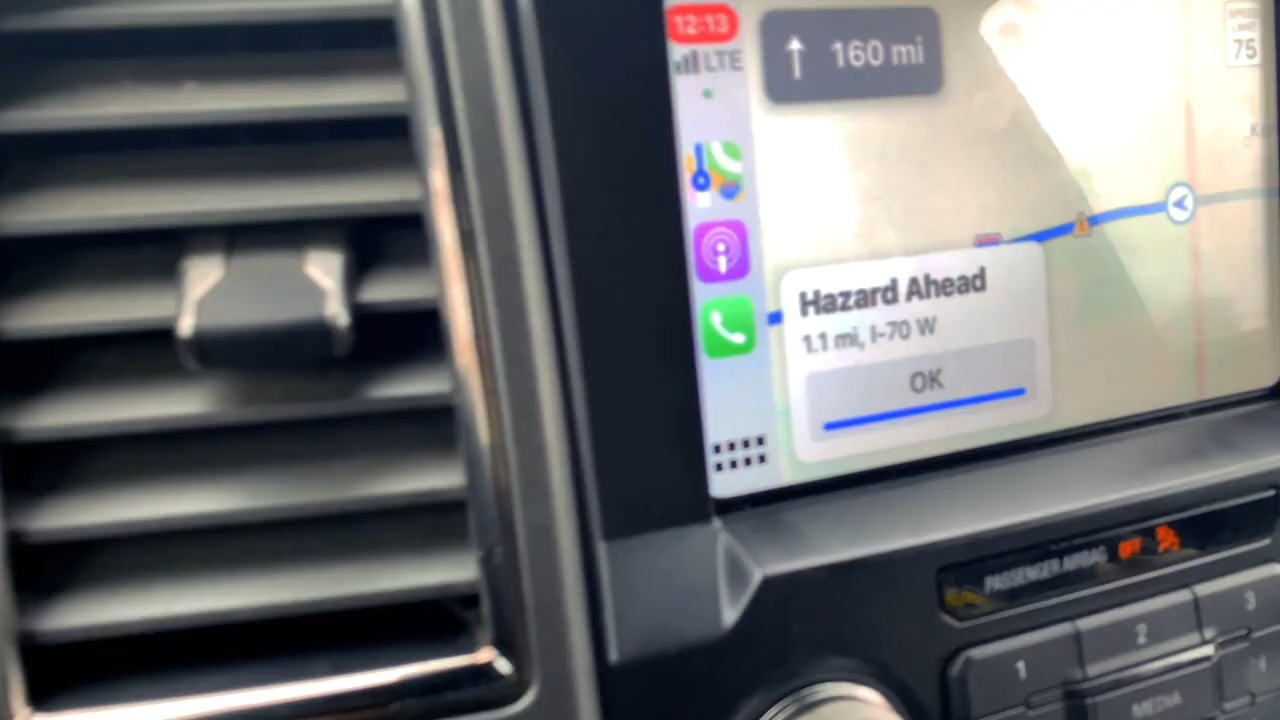 12:13
LTE
160 mi
75
Hazard Ahead
1.1 mi, I-70 W
OK
PASSENGER AIRBAG OFF
1
2
3
MEDIA